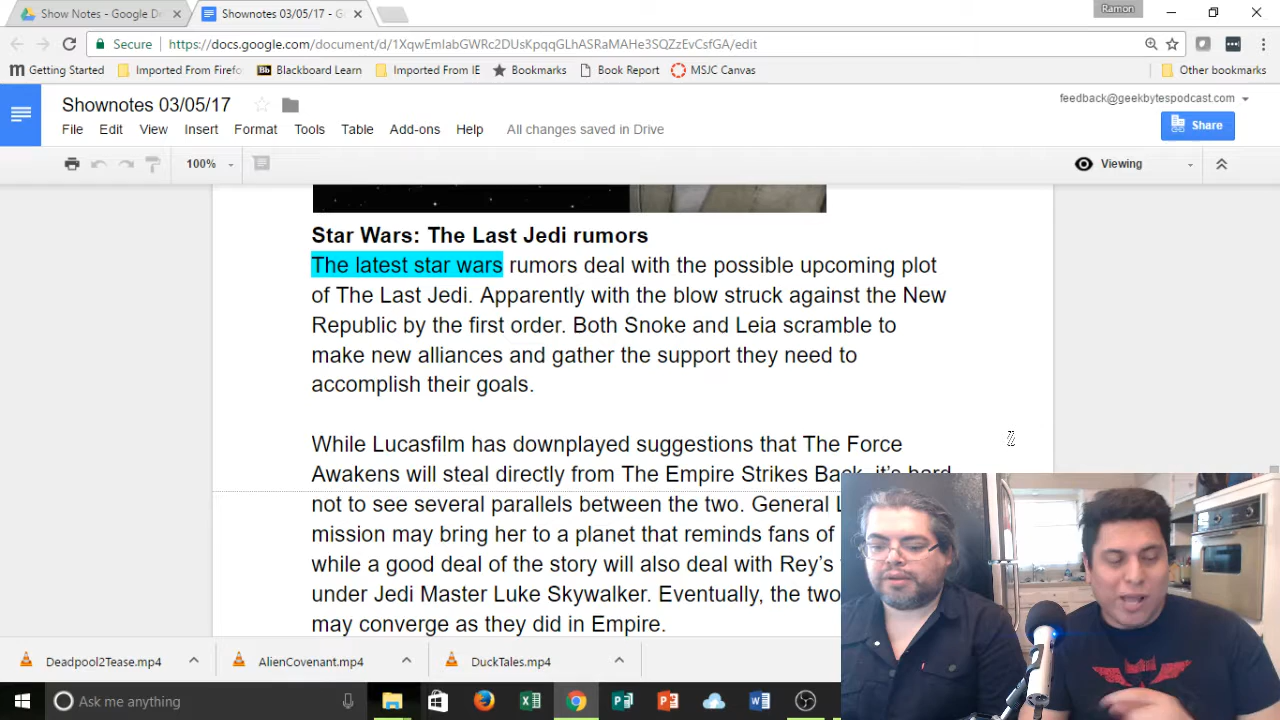 Ramon
Show Notes - Google D
Shownotes 03/05/17 - G
Secure
https://docs.google.com/document/d/1XqwEmIabGWRc2DUsKpqqGLhASRaMAHe3SQZzEvCsfGA/edit
Getting Started
Imported From Firefo
Bb
Blackboard Learn
Imported From IE
Bookmarks
Book Report
MSJC Canvas
Other bookmarks
Shownotes 03/05/17
feedback@geekbytespodcast.com
File Edit View Insert Format Tools Table Add-ons Help All changes saved in Drive
Share
100%
Viewing
Star Wars: The Last Jedi rumors
The latest star wars rumors deal with the possible upcoming plot
of The Last Jedi. Apparently with the blow struck against the New
Republic by the first order. Both Snoke and Leia scramble to
make new alliances and gather the support they need to
accomplish their goals.
While Lucasfilm has downplayed suggestions that The Force
Awakens will steal directly from The Empire Strikes Back, it's hard
not to see several parallels between the two. General L
mission may bring her to a planet that reminds fans of
while a good deal of the story will also deal with Rey's
under Jedi Master Luke Skywalker. Eventually, the two
may converge as they did in Empire.
Deadpool2Tease.mp4
AlienCovenant.mp4
DuckTales.mp4
Ask me anything